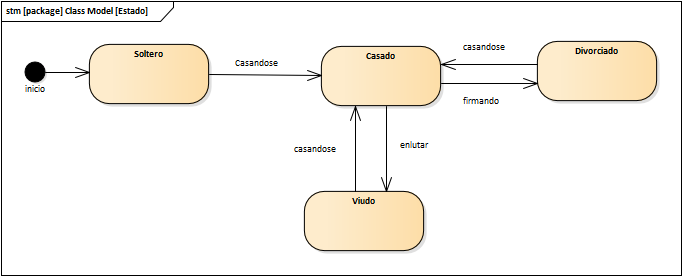 stm [package] Class Model [Estado]
Soltero
Casandose
Casado
casandose
Divorciado
inicio
firmando
casandose
enlutar
Viudo